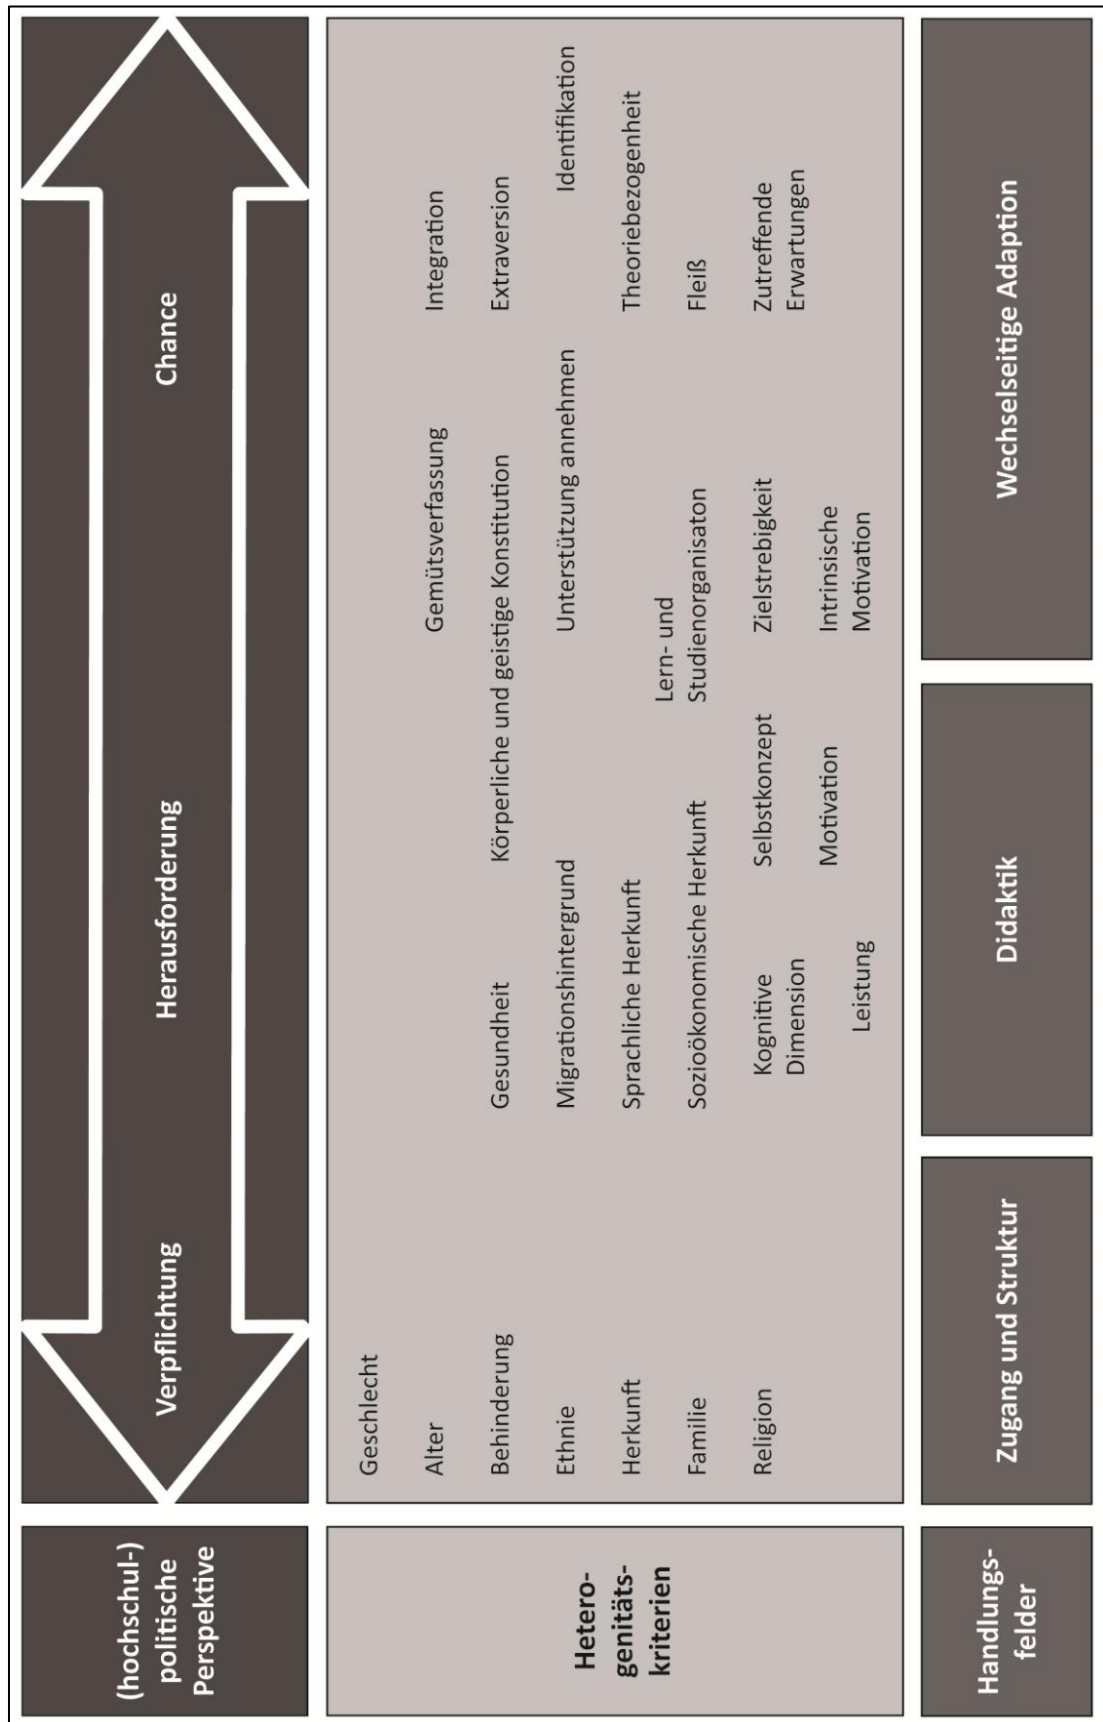 (hochschul-)
politische
Perspektive
Verpflichtung
Herausforderung
Chance
Hetero-
genitäts-
kriterien
Geschlecht
Alter
Gemütsverfassung
Integration
Behinderung
Gesundheit
Körperliche und geistige Konstitution
Extraversion
Ethnie
Migrationshintergrund
Unterstützung annehmen
Identifikation
Herkunft
Sprachliche Herkunft
Theoriebezogenheit
Familie
Sozioökonomische Herkunft
Lern- und
Studienorganisaton
Fleiß
Religion
Kognitive
Dimension
Selbstkonzept
Zielstrebigkeit
Zutreffende
Erwartungen
Motivation
Intrinsische
Motivation
Leistung
Handlungs-
felder
Zugang und Struktur
Didaktik
Wechselseitige Adaption